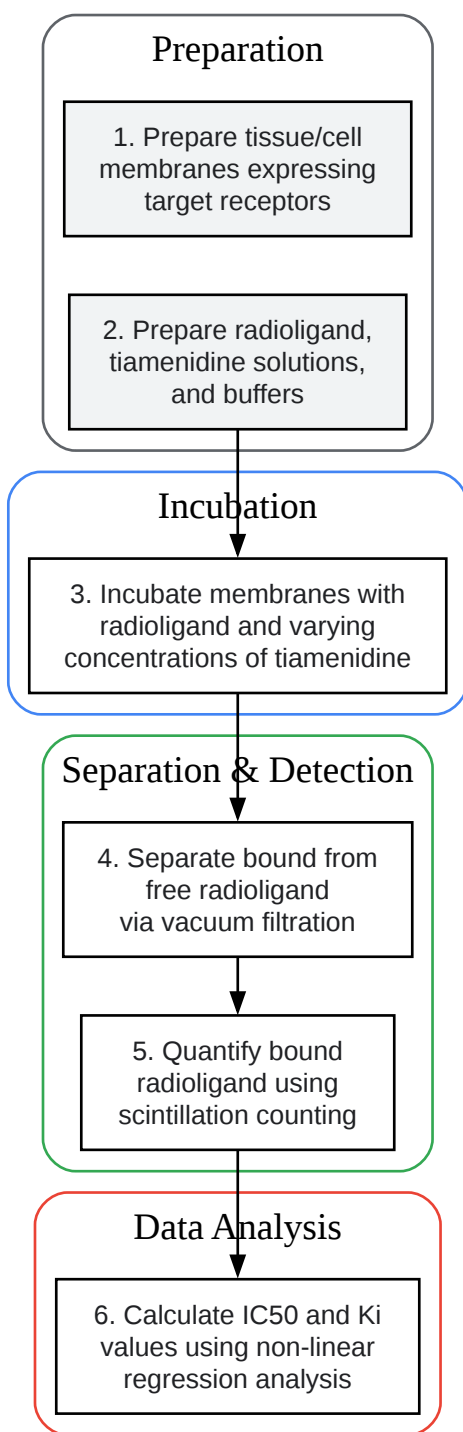 Preparation
1. Prepare tissue/cell
membranes expressing
target receptors
2. Prepare radioligand,
tiamenidine solutions,
and buffers
Incubation
3. Incubate membranes with
radioligand and varying
concentrations of tiamenidine
Separation & Detection
4. Separate bound from
free radioligand
via vacuum filtration
5. Quantify bound
radioligand using
scintillation counting
Data Analysis
6. Calculate IC50 and Ki
values using non-linear
regression analysis